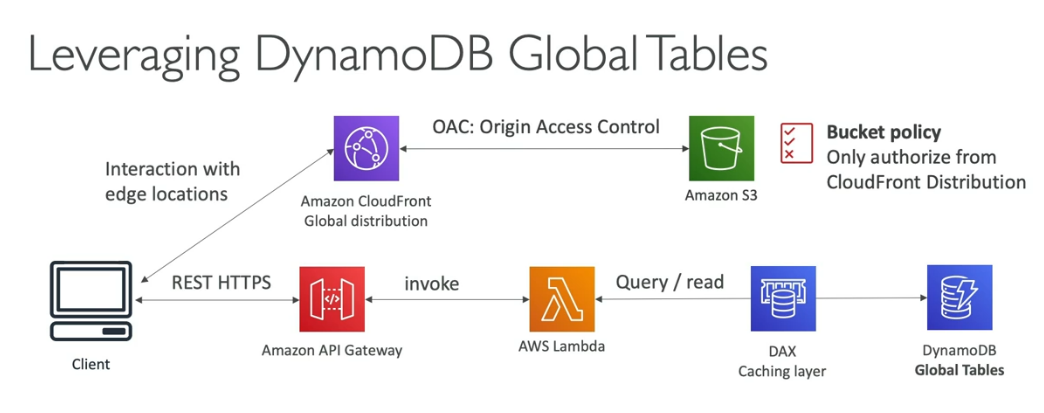 Leveraging DynamoDB Global Tables
OAC: Origin Access Control
Bucket policy
Only authorize from
CloudFront Distribution
Interaction with
edge locations
Amazon CloudFront
Global distribution
Amazon S3
REST HTTPS
invoke
Query / read
Client
Amazon API Gateway
AWS Lambda
DAX
Caching layer
DynamoDB
Global Tables